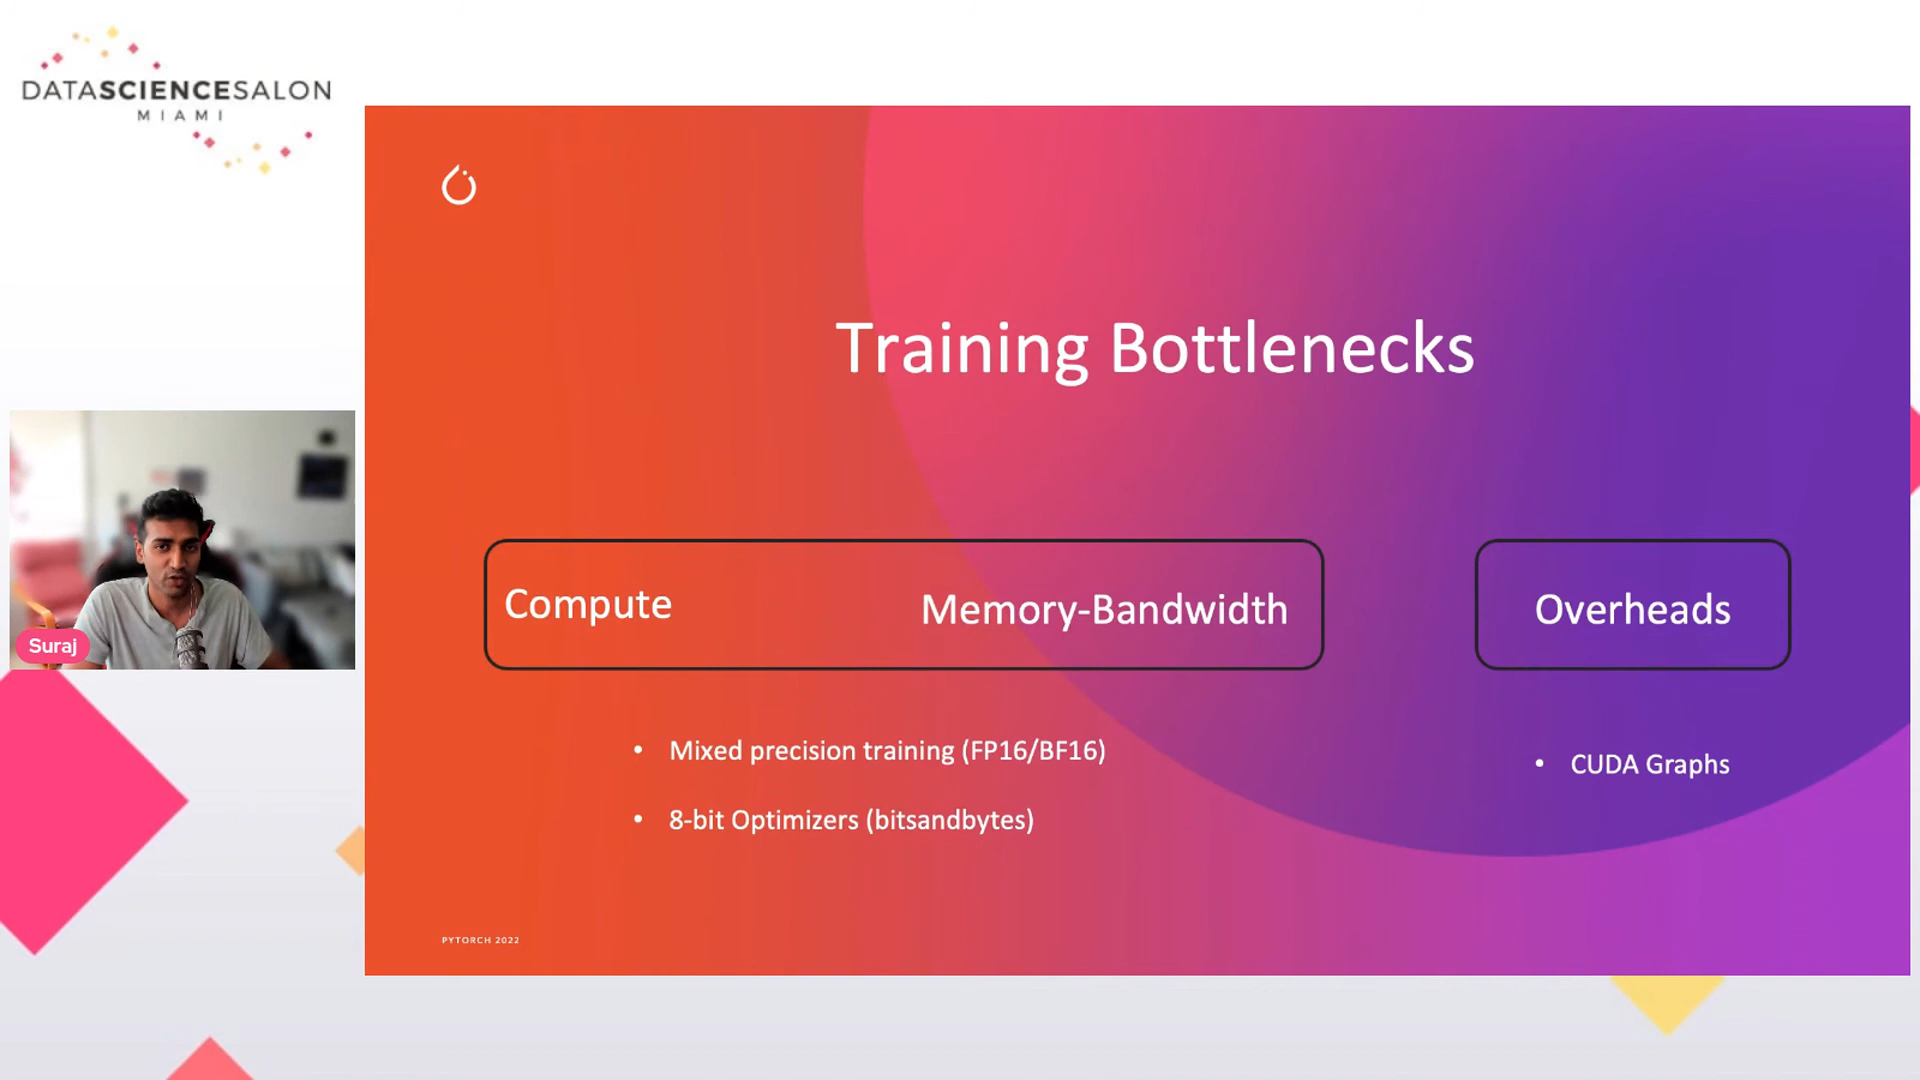 DATASCIENCESALON
MIAMI
Training Bottlenecks
Compute
Memory-Bandwidth
Overheads
• Mixed precision training (FP16/BF16)
• 8-bit Optimizers (bitsandbytes)
• CUDA Graphs
Suraj
PYTORCH 2022